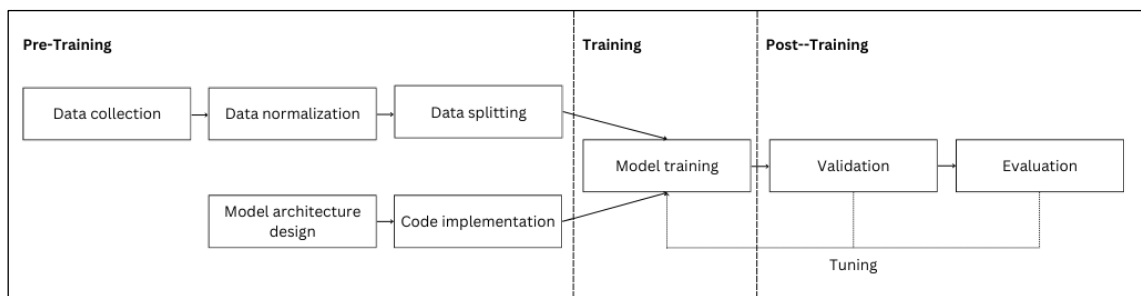 Pre-Training
Training
Post--Training
Data collection
Data normalization
Data splitting
Model training
Validation
Evaluation
Model architecture
design
Code implementation
Tuning